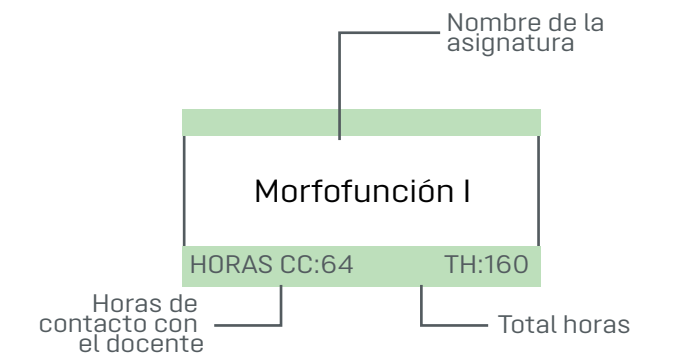 Nombre de la
asignatura
Morfofunción I
HORAS CC:64 TH:160
Horas de
contacto con
el docente
Total horas